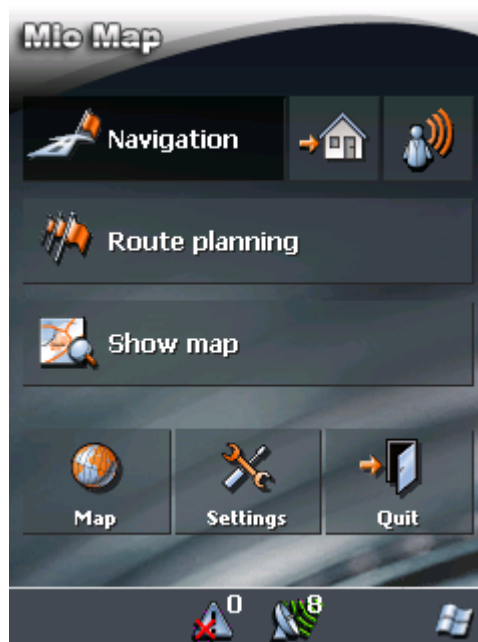 Mio Map
Navigation
Route planning
Show map
Map Settings Quit
0 8